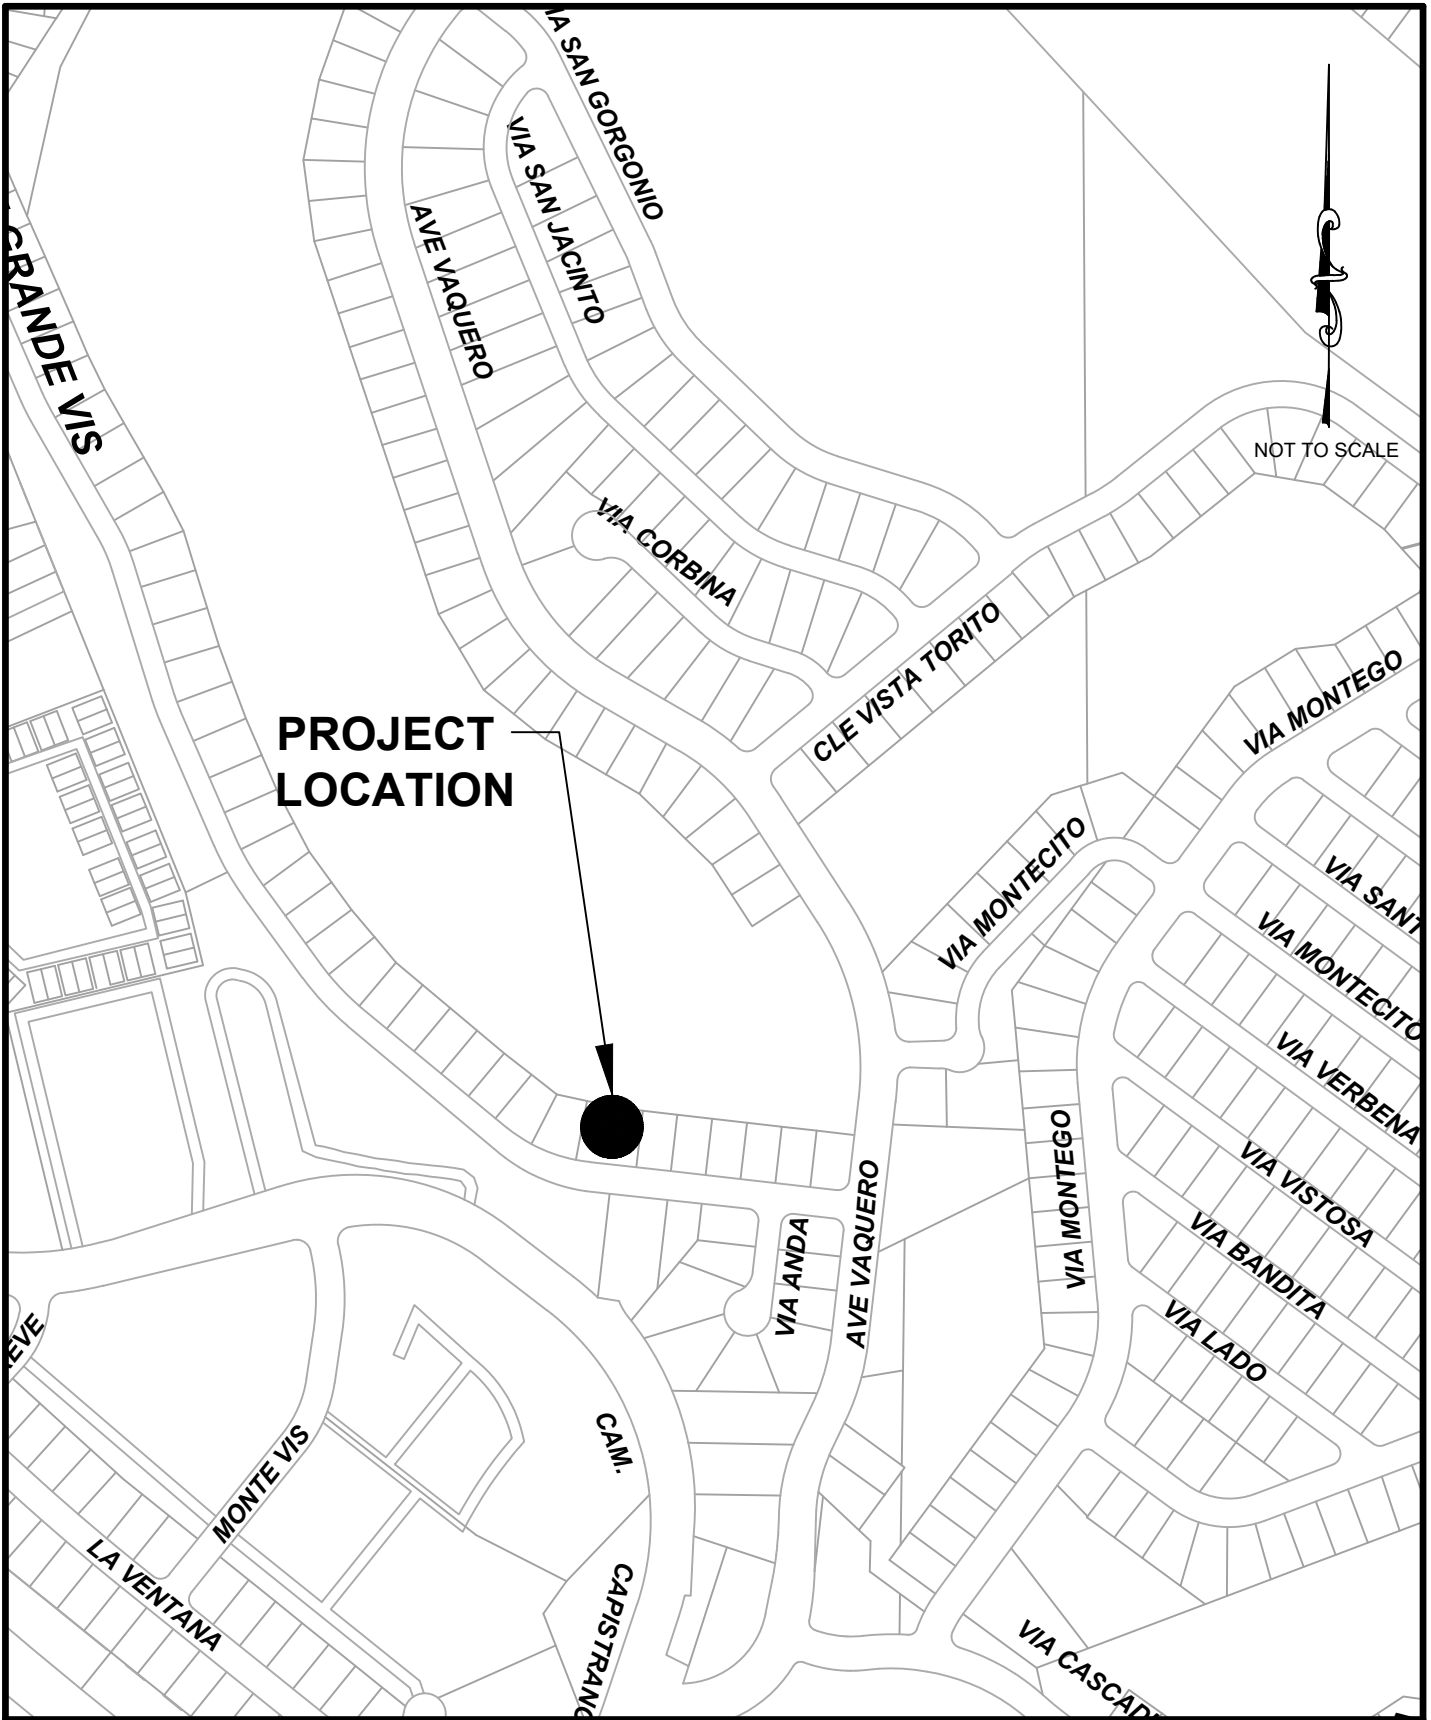 VIA SAN GORGONIO
VIA SAN JACINTO
AVE VAQUERO
GRANDE VIS
NOT TO SCALE
VIA CORBINA
CLE VISTA TORITO
VIA MONTEGO
PROJECT
LOCATION
VIA MONTECITO
VIA SANT
VIA MONTECITO
VIA VERBENA
VIA MONTEGO
VIA VISTOSA
AVE VAQUERO
VIA ANDA
VIA BANDITA
VIA LADO
EVE
CAM.
CAPISTRANO
MONTE VIS
LA VENTANA
VIA CASCAD